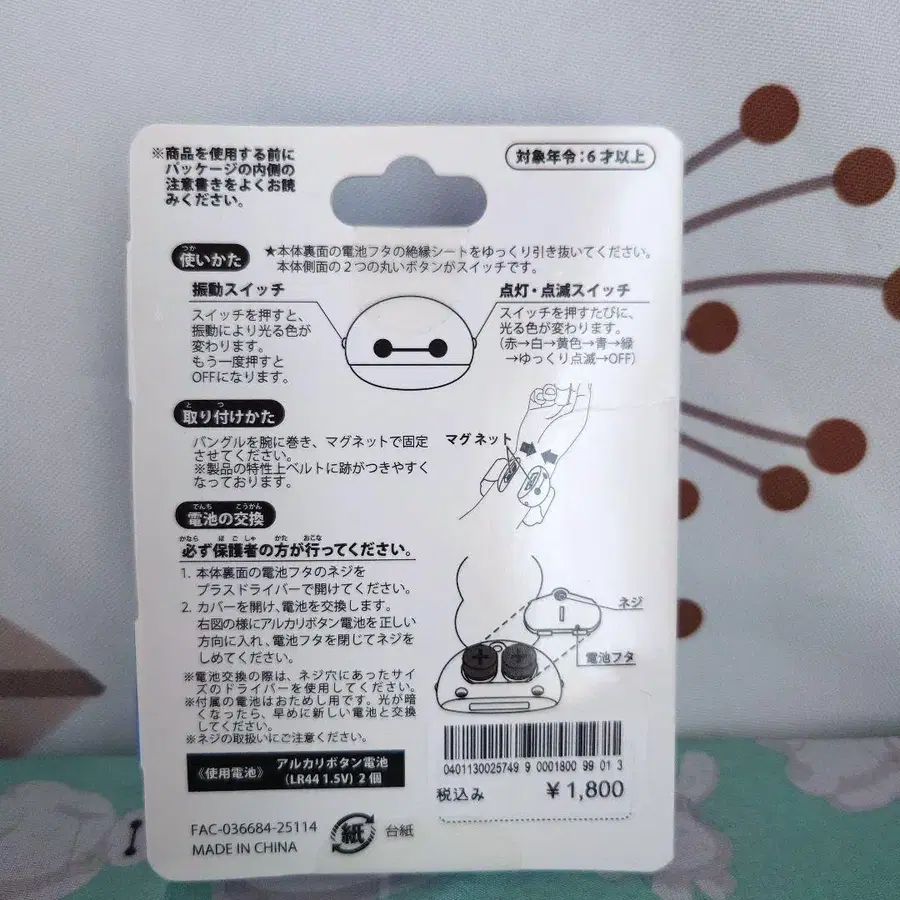 ※商品を使用する前に
パッケージの内側の
注意書きをよくお読
みください。
対象年令:6才以上
つか
使いかた
★本体裏面の電池フタの絶縁シートをゆっくり引き抜いてください。
本体側面の2つの丸いボタンがスイッチです。
振動スイッチ
スイッチを押すと、
振動により光る色が
変わります。
もう一度押すと
OFFになります。
点灯・点滅スイッチ
スイッチを押すたびに、
光る色が変わります。
(赤→白→黄色→青→緑
→ゆっくり点滅→OFF)
と つ
取り付けかた
バングルを腕に巻き、マグネットで固定
させてください。
※製品の特性上ベルトに跡がつきやすく
なっております。
マグネット
でんち こうかん
電池の交換
かなら ほごしゃ かた おこな
必ず保護者の方が行ってください。
1. 本体裏面の電池フタのネジを
プラスドライバーで開けてください。
2. カバーを開け、電池を交換します。
右図の様にアルカリボタン電池を正しい
方向に入れ、電池フタを閉じてネジを
しめてください。
※電池交換の際は、ネジ穴にあったサイ
ズのドライバーを使用してください。
※付属の電池はおためし用です。光が暗
くなったら、早めに新しい電池と交換
してください。
※ネジの取扱いにご注意ください。
ネジ
電池フタ
《使用電池》 アルカリボタン電池
(LR44 1.5V) 2個
0401130025749 9 0001800 99 01 3
税込み ¥1,800
FAC-036684-25114
MADE IN CHINA
紙 台紙